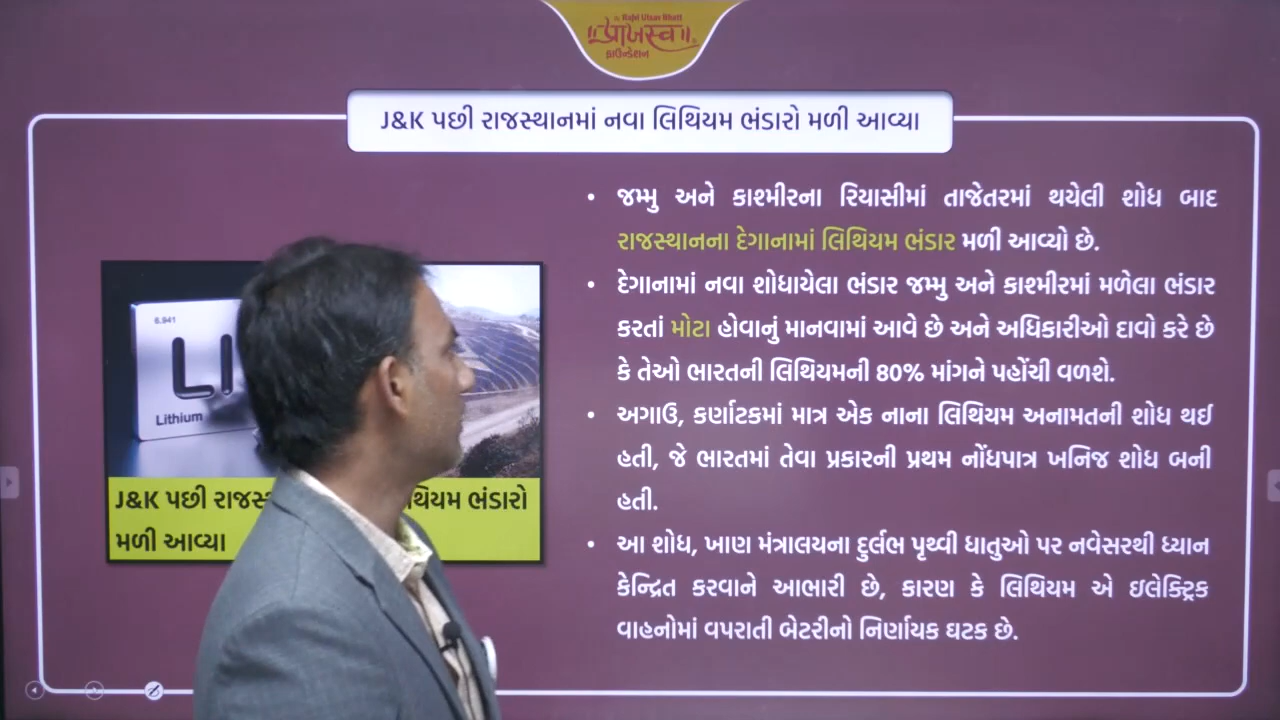 Rajvi Utsav Bhatt
ફાઉન્ડેશન
J&K પછી રાજસ્થાનમાં નવા લિથિયમ ભંડારો મળી આવ્યા
• જમ્મુ અને કાશ્મીરના રિયાસીમાં તાજેતરમાં થયેલી શોધ બાદ
રાજસ્થાનના દેગાનામાં લિથિયમ ભંડાર મળી આવ્યો છે.
• દેગાનામાં નવા શોધાયેલા ભંડાર જમ્મુ અને કાશ્મીરમાં મળેલા ભંડાર
કરતાં મોટા હોવાનું માનવામાં આવે છે અને અધિકારીઓ દાવો કરે છે
કે તેઓ ભારતની લિથિયમની 80% માંગને પહોંચી વળશે.
• અગાઉ, કર્ણાટકમાં માત્ર એક નાના લિથિયમ અનામતની શોધ થઈ
હતી, જે ભારતમાં તેવા પ્રકારની પ્રથમ નોંધપાત્ર ખનિજ શોધ બની
હતી.
• આ શોધ, ખાણ મંત્રાલયના દુર્લભ પૃથ્વી ધાતુઓ પર નવેસરથી ધ્યાન
કેન્દ્રિત કરવાને આભારી છે, કારણ કે લિથિયમ એ ઇલેક્ટ્રિક
વાહનોમાં વપરાતી બેટરીનો નિર્ણાયક ઘટક છે.
6.941
LI
Lithium
J&K પછી ભંડારો
મળી આવ્યા